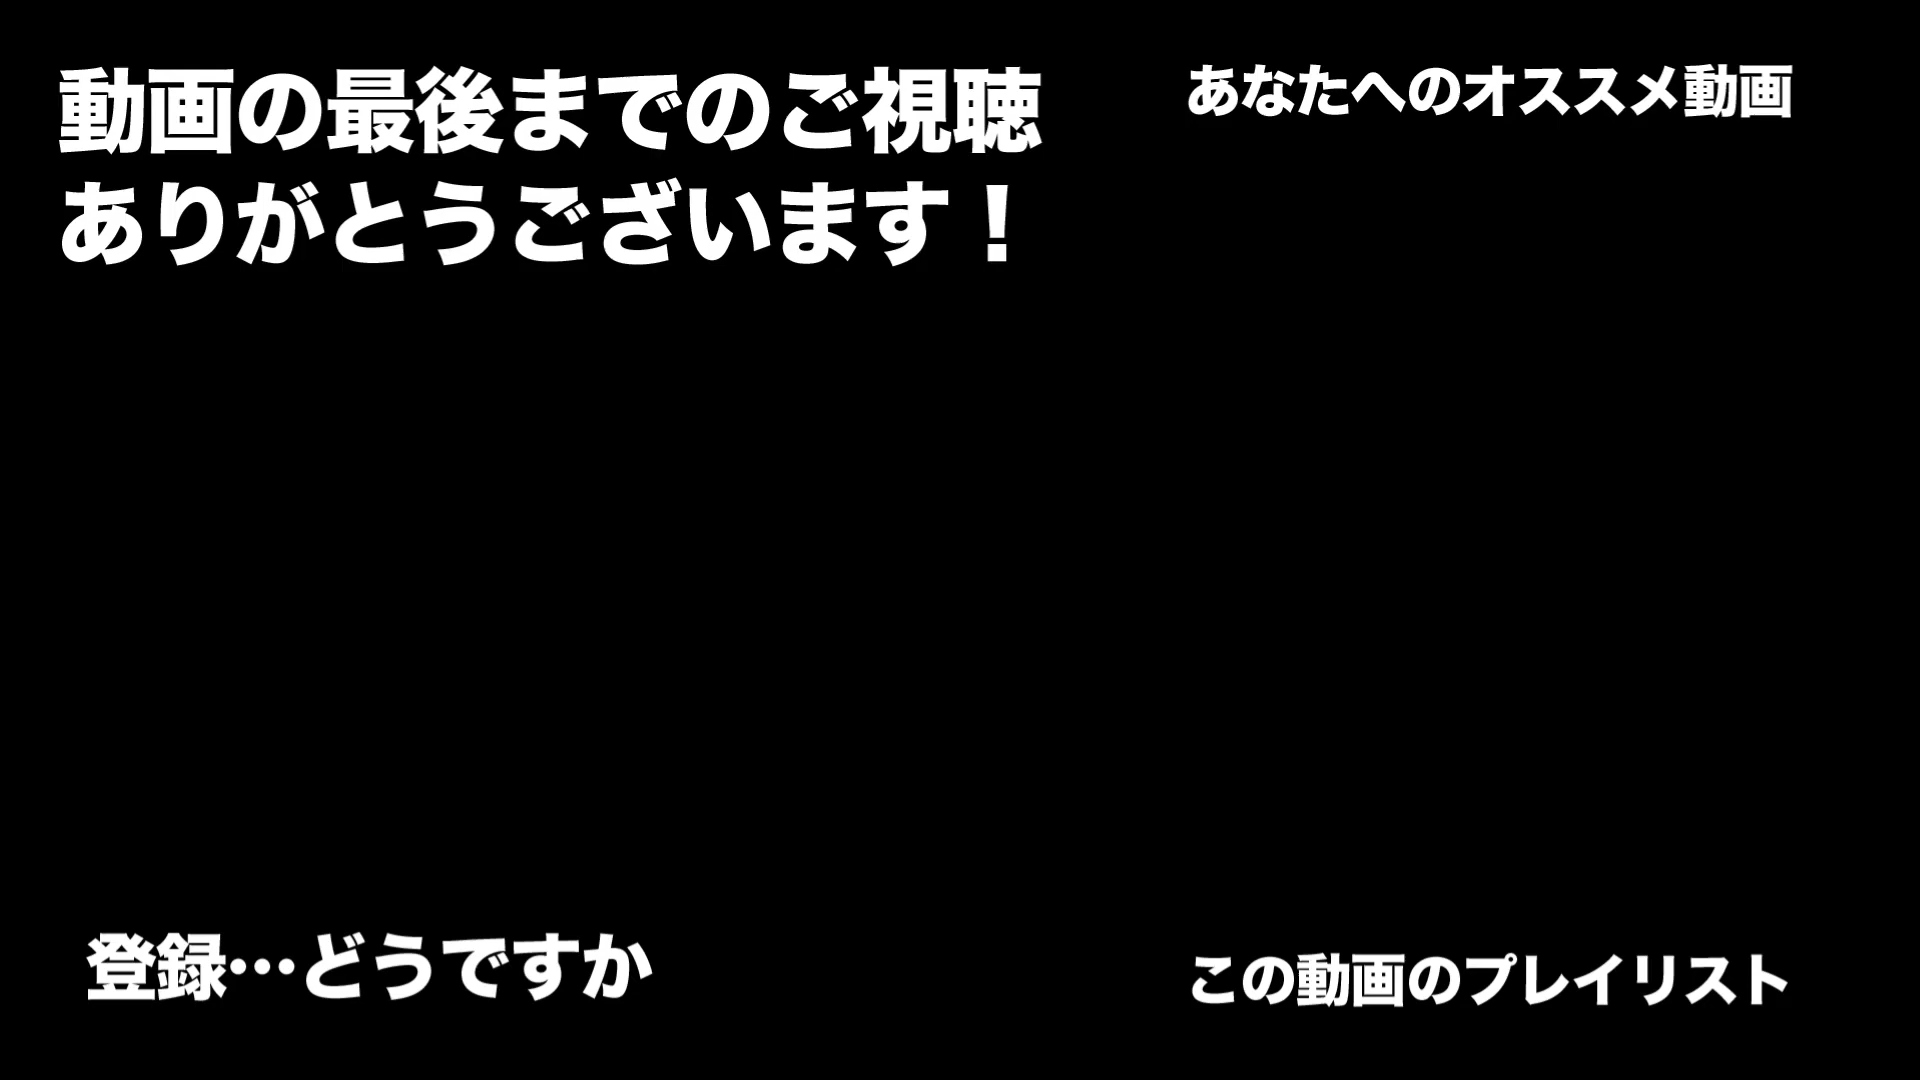 動画の最後までのご視聴
ありがとうございます！
あなたへのオススメ動画
登録…どうですか
この動画のプレイリスト